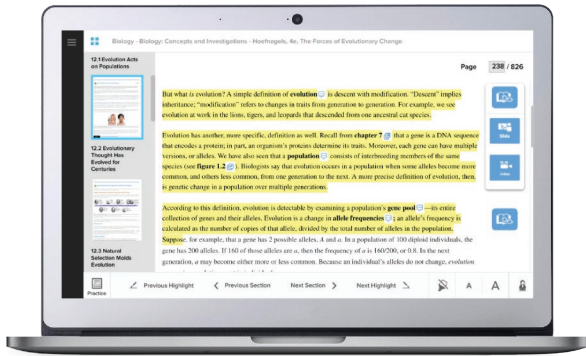 Biology - Biology: Concepts and Investigations - Hoefnagels, 4e, The Forces of Evolutionary Change
12.1 Evolution Acts
on Populations
12.2 Evolutionary
Thought Has
Evolved for
Centuries
12.3 Natural
Selection Molds
Evolution
Page 238 / 826
But what is evolution? A simple definition of evolution is descent with modification. "Descent" implies
inheritance; "modification" refers to changes in traits from generation to generation. For example, we see
evolution at work in the lions, tigers, and leopards that descended from one ancestral cat species.
Evolution has another, more specific, definition as well. Recall from chapter 7 that a gene is a DNA sequence
that encodes a protein; in part, an organism's proteins determine its traits. Moreover, each gene can have multiple
versions, or alleles. We have also seen that a population consists of interbreeding members of the same
species (see figure 1.2). Biologists say that evolution occurs in a population when some alleles become more
common, and others less common, from one generation to the next. A more precise definition of evolution, then,
is genetic change in a population over multiple generations.
According to this definition, evolution is detectable by examining a population's gene pool—its entire
collection of genes and their alleles. Evolution is a change in allele frequencies; an allele's frequency is
calculated as the number of copies of that allele, divided by the total number of alleles in the population.
Suppose, for example, that a gene has 2 possible alleles, A and a. In a population of 100 diploid individuals, the
gene has 200 alleles. If 160 of those alleles are a, then the frequency of a is 160/200, or 0.8. In the next
generation, a may become either more or less common. Because an individual's alleles do not change, evolution
Slide
Video
Practice
Previous Highlight
Previous Section
Next Section
Next Highlight
A
A